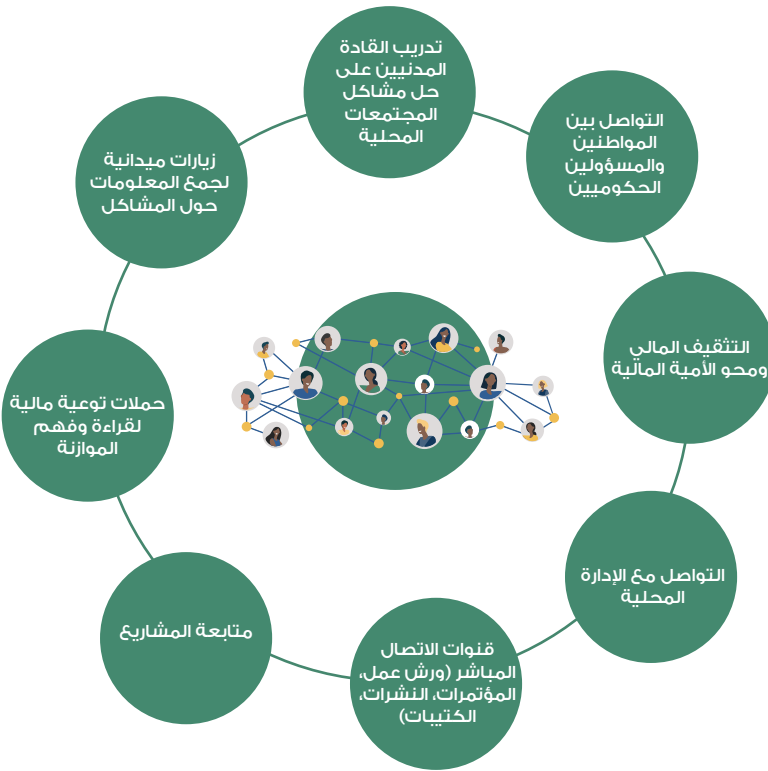 تدريب القادة
المدنيين على
حل مشاكل
المجتمعات
المحلية
التواصل بين
المواطنين
والمسؤولين
الحكوميين
التثقيف المالي
ومحو الأمية المالية
التواصل مع الإدارة
المحلية
قنوات الاتصال
المباشر (ورش عمل،
المؤتمرات، النشرات،
الكتيبات)
متابعة المشاريع
حملات توعية مالية
لقراءة وفهم
الموازنة
زيارات ميدانية
لجمع المعلومات
حول المشاكل